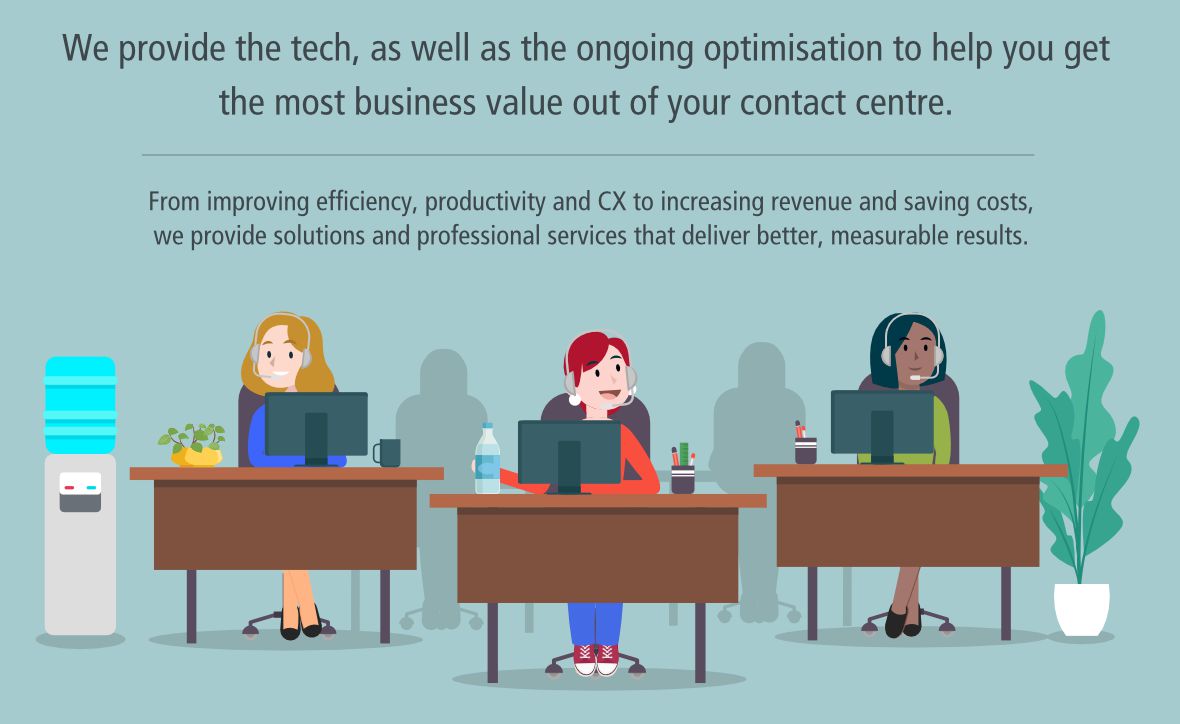 We provide the tech, as well as the ongoing optimisation to help you get
the most business value out of your contact centre.
From improving efficiency, productivity and CX to increasing revenue and saving costs,
we provide solutions and professional services that deliver better, measurable results.